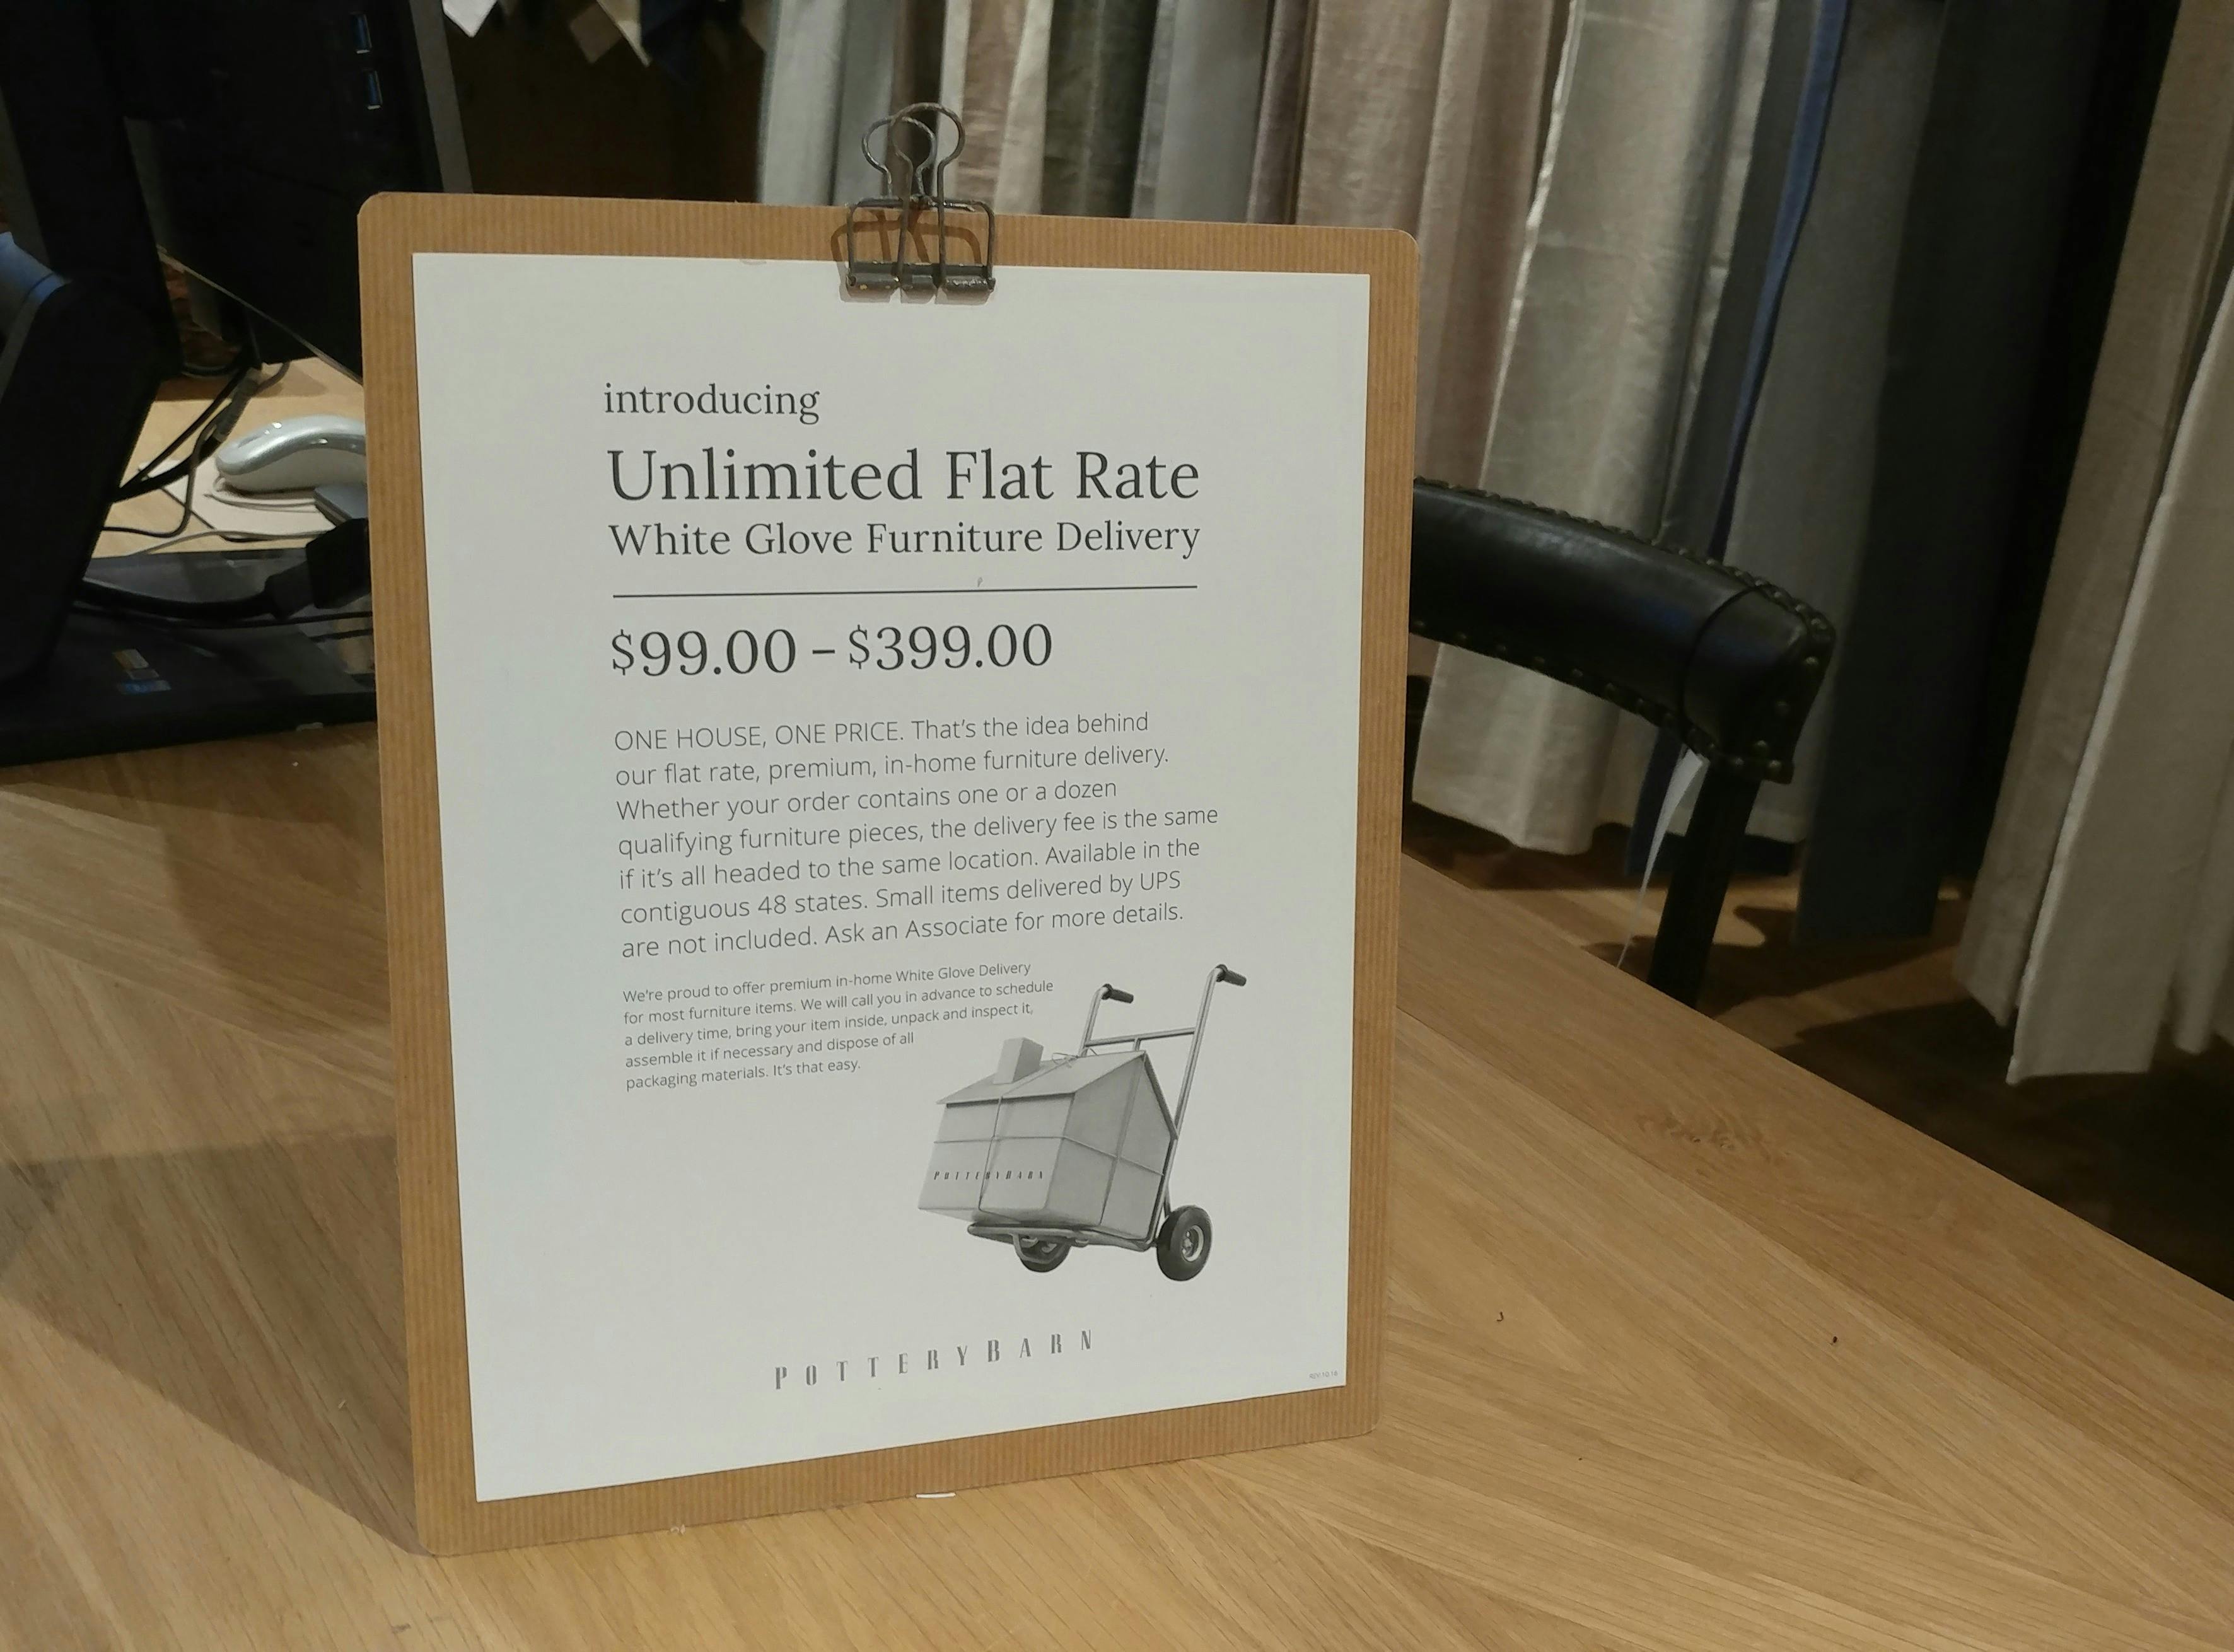 introducing
Unlimited Flat Rate
White Glove Furniture Delivery
$99.00 – $399.00
ONE HOUSE, ONE PRICE. That's the idea behind
our flat rate, premium, in-home furniture delivery.
Whether your order contains one or a dozen
qualifying furniture pieces, the delivery fee is the same
if it's all headed to the same location. Available in the
contiguous 48 states. Small items delivered by UPS
are not included. Ask an Associate for more details.
We're proud to offer premium in-home White Glove Delivery
for most furniture items. We will call you in advance to schedule
a delivery time, bring your item inside, unpack and inspect it,
assemble it if necessary and dispose of all
packaging materials. It's that easy.
POTTERYBARN
POTTERYBARN